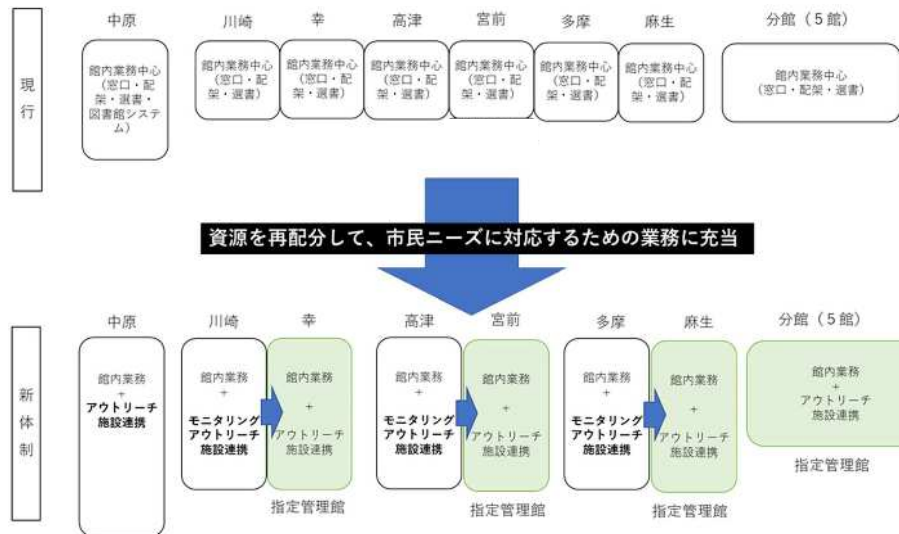 現行
中原
川崎
幸
高津
宮前
多摩
麻生
分館（５館）
館内業務中心
（窓口・配
架・選書・
図書館システ
ム）
館内業務中心
（窓口・配
架・選書）
館内業務中心
（窓口・配
架・選書）
館内業務中心
（窓口・配
架・選書）
館内業務中心
（窓口・配
架・選書）
館内業務中心
（窓口・配
架・選書）
館内業務中心
（窓口・配
架・選書）
館内業務中心
（窓口・配架・選書）
資源を再配分して、市民ニーズに対応するための業務に充当
新体制
中原
川崎
幸
高津
宮前
多摩
麻生
分館（５館）
館内業務
+
アウトリーチ
施設連携
館内業務
+
モニタリング
アウトリーチ
施設連携
館内業務
+
アウトリーチ
施設連携
館内業務
+
モニタリング
アウトリーチ
施設連携
館内業務
+
アウトリーチ
施設連携
館内業務
+
モニタリング
アウトリーチ
施設連携
館内業務
+
アウトリーチ
施設連携
館内業務
+
アウトリーチ
施設連携
指定管理館
指定管理館
指定管理館
指定管理館